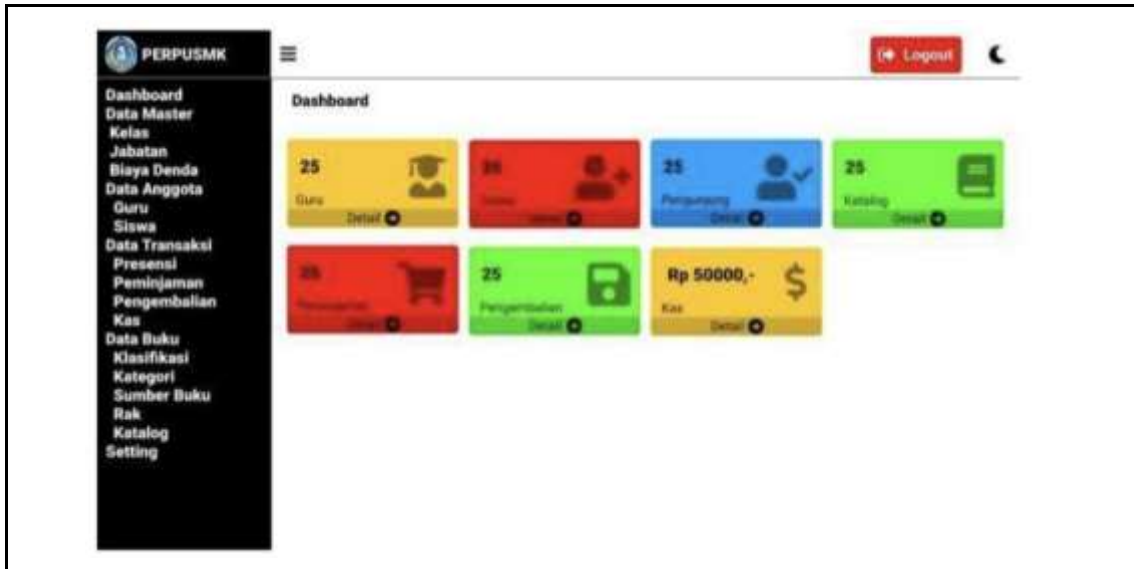 PERPUSMK
Logout
Dashboard
Data Master
Kelas
Jabatan
Biaya Denda
Data Anggota
Guru
Siswa
Data Transaksi
Presensi
Peminjaman
Pengembalian
Kas
Data Buku
Klasifikasi
Kategori
Sumber Buku
Rak
Katalog
Setting
Dashboard
25
Guru
Detail
25
Pengunjung
Detail
25
Katalog
Detail
25
Pengembalian
Detail
Rp 50000,-
Kas
Detail